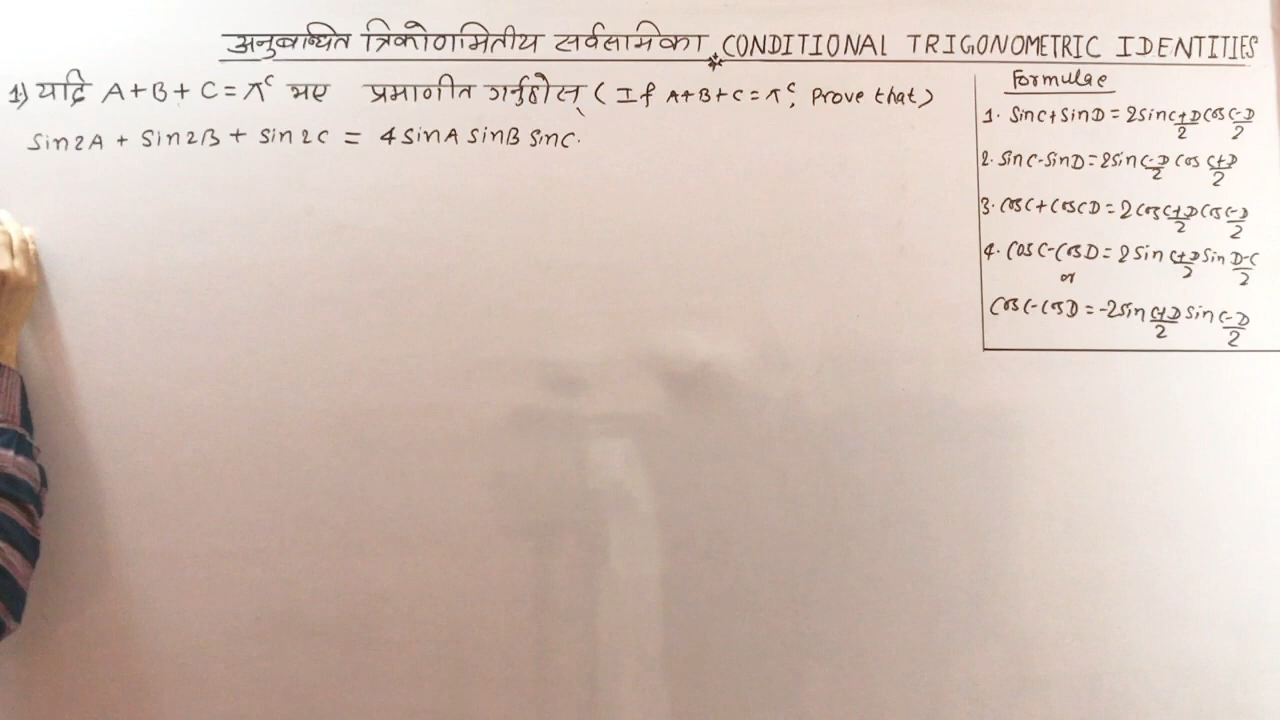 अनुबन्धित त्रिकोणमितीय सर्वसमिका * CONDITIONAL TRIGONOMETRIC IDENTITIES
1) यदि A+B+C=π^c भए प्रमाणीत गर्नुहोस् (If A+B+C=π^c, Prove that)
Sin2A + Sin2B + Sin2C = 4SinA SinB SinC.
Formulae
1. SinC+SinD = 2Sin C+D/2 Cos C-D/2
2. SinC-SinD = 2Sin C-D/2 Cos C+D/2
3. CosC+CosCD = 2Cos C+D/2 Cos C-D/2
4. CosC-CosD = 2Sin C+D/2 Sin D-C/2
or
CosC-CosD = -2Sin C+D/2 Sin C-D/2